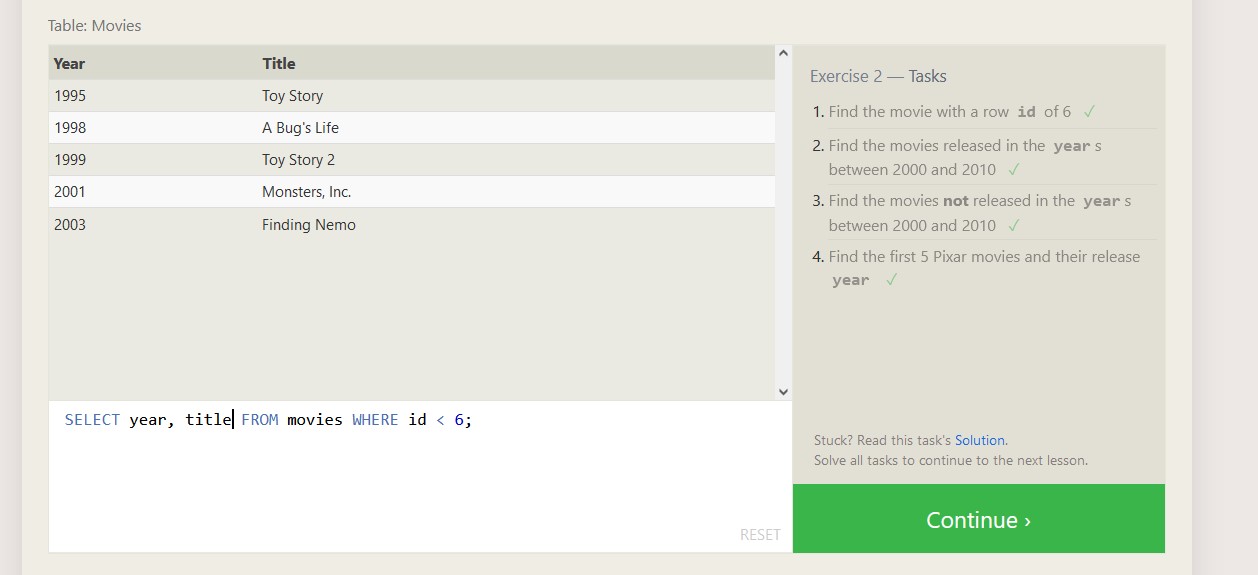 Table: Movies
Year Title
1995 Toy Story
1998 A Bug's Life
1999 Toy Story 2
2001 Monsters, Inc.
2003 Finding Nemo
SELECT year, title FROM movies WHERE id < 6;
RESET
Exercise 2 — Tasks
1. Find the movie with a row id of 6 ✓
2. Find the movies released in the year s
between 2000 and 2010 ✓
3. Find the movies not released in the year s
between 2000 and 2010 ✓
4. Find the first 5 Pixar movies and their release
year ✓
Stuck? Read this task's Solution.
Solve all tasks to continue to the next lesson.
Continue ›